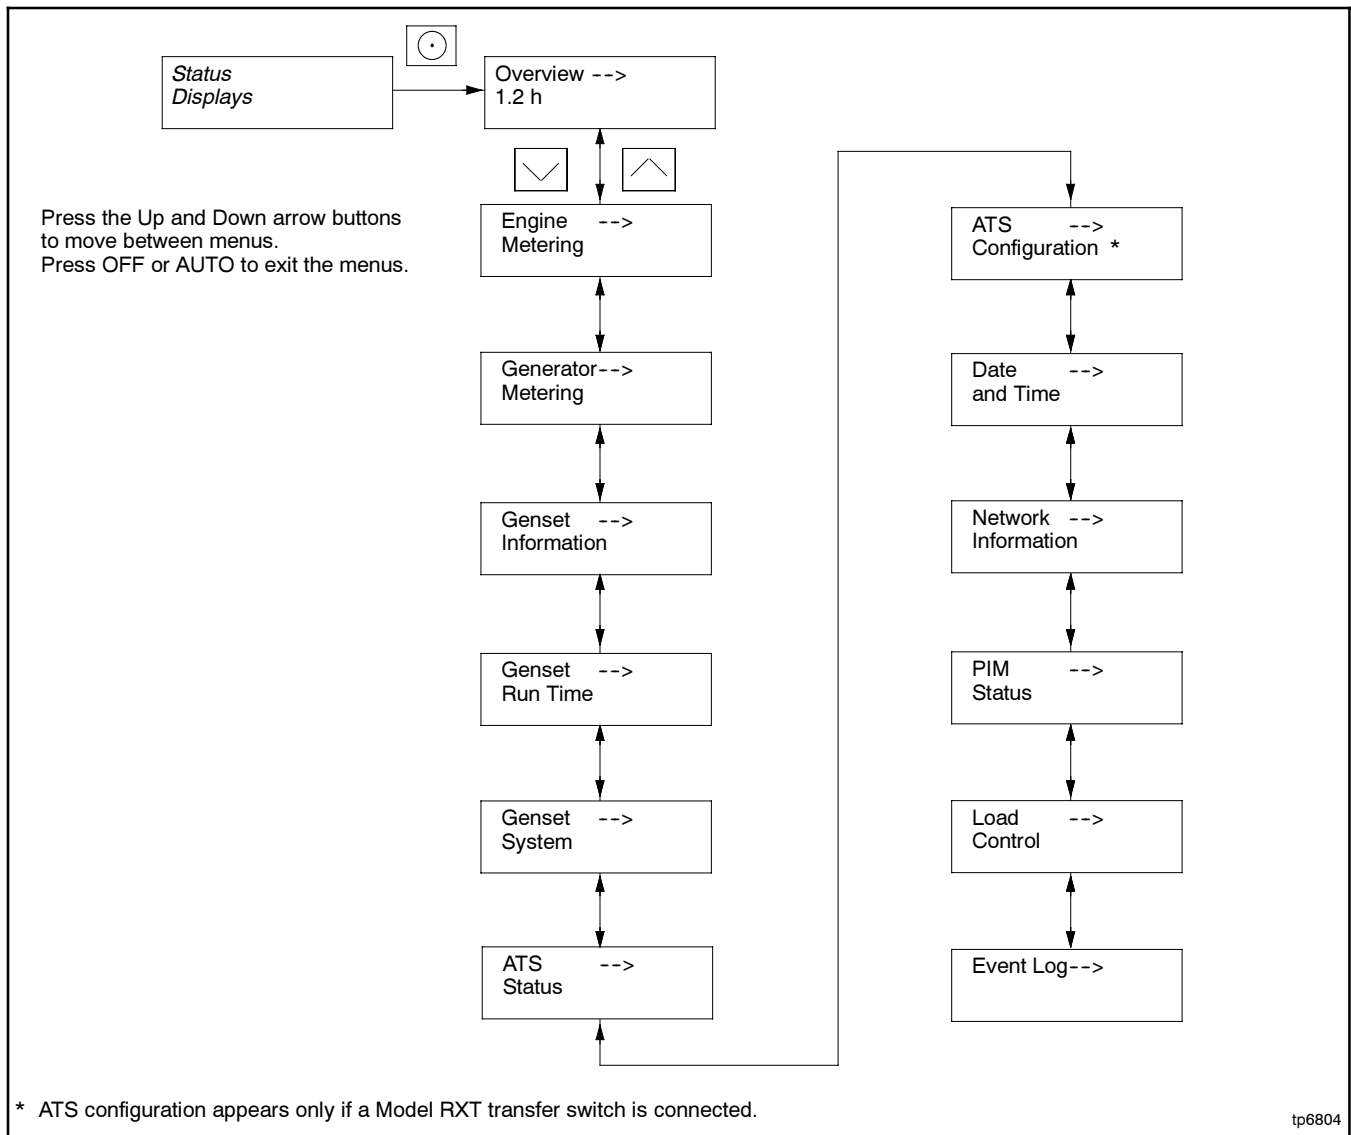 Status
Displays
Overview -->
1.2 h
Press the Up and Down arrow buttons
to move between menus.
Press OFF or AUTO to exit the menus.
Engine -->
Metering
Generator-->
Metering
Genset -->
Information
Genset -->
Run Time
Genset -->
System
ATS -->
Status
ATS -->
Configuration *
Date -->
and Time
Network -->
Information
PIM -->
Status
Load -->
Control
Event Log-->
* ATS configuration appears only if a Model RXT transfer switch is connected.
tp6804